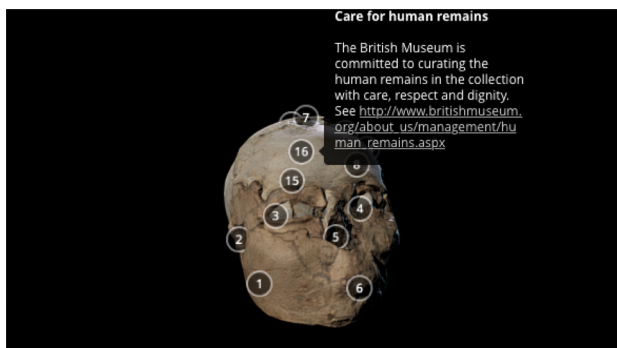 Care for human remains
The British Museum is
committed to curating the
human remains in the collection
with care, respect and dignity.
See http://www.britishmuseum.
org/about_us/management/hu
man_remains.aspx
7
16
8
15
3
4
2
5
1
6